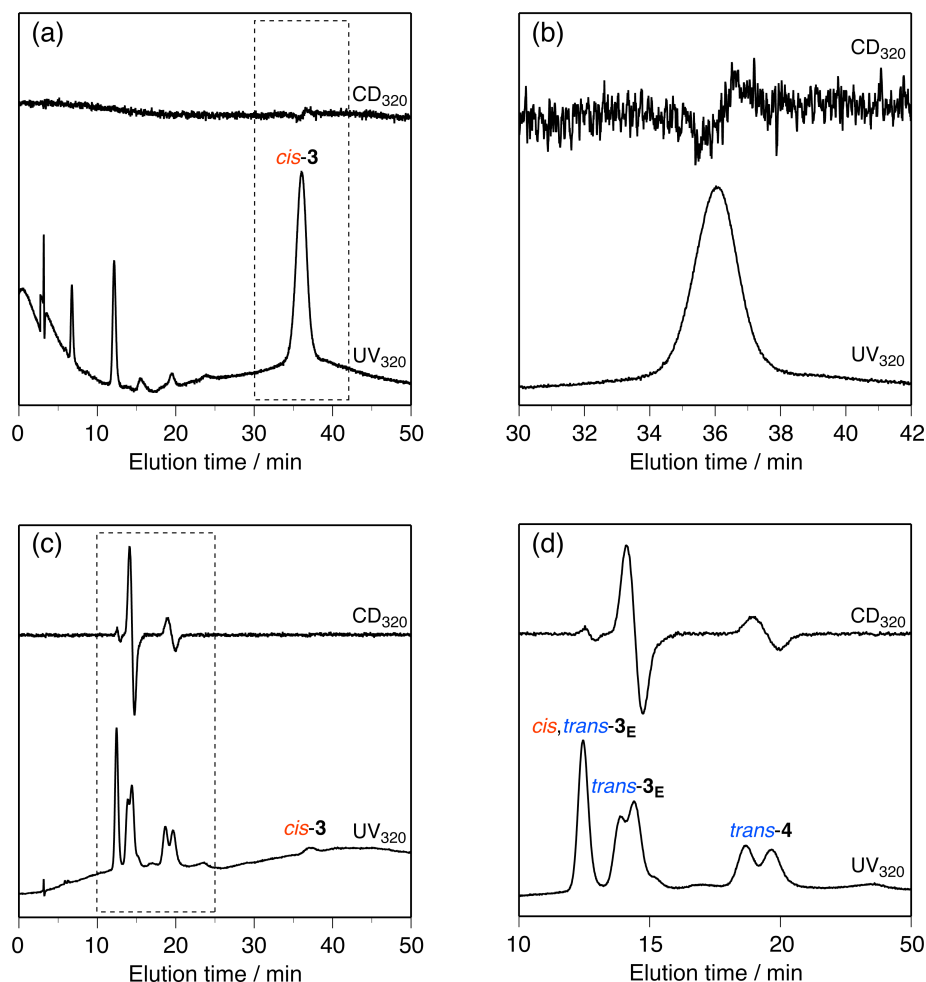 (a)
CD320
cis-3
UV320
0 10 20 30 40 50
Elution time / min
(b)
CD320
UV320
30 32 34 36 38 40 42
Elution time / min
(c)
CD320
cis-3
UV320
0 10 20 30 40 50
Elution time / min
(d)
CD320
cis,trans-3E
trans-3E
trans-4
UV320
10 15 20 50
Elution time / min